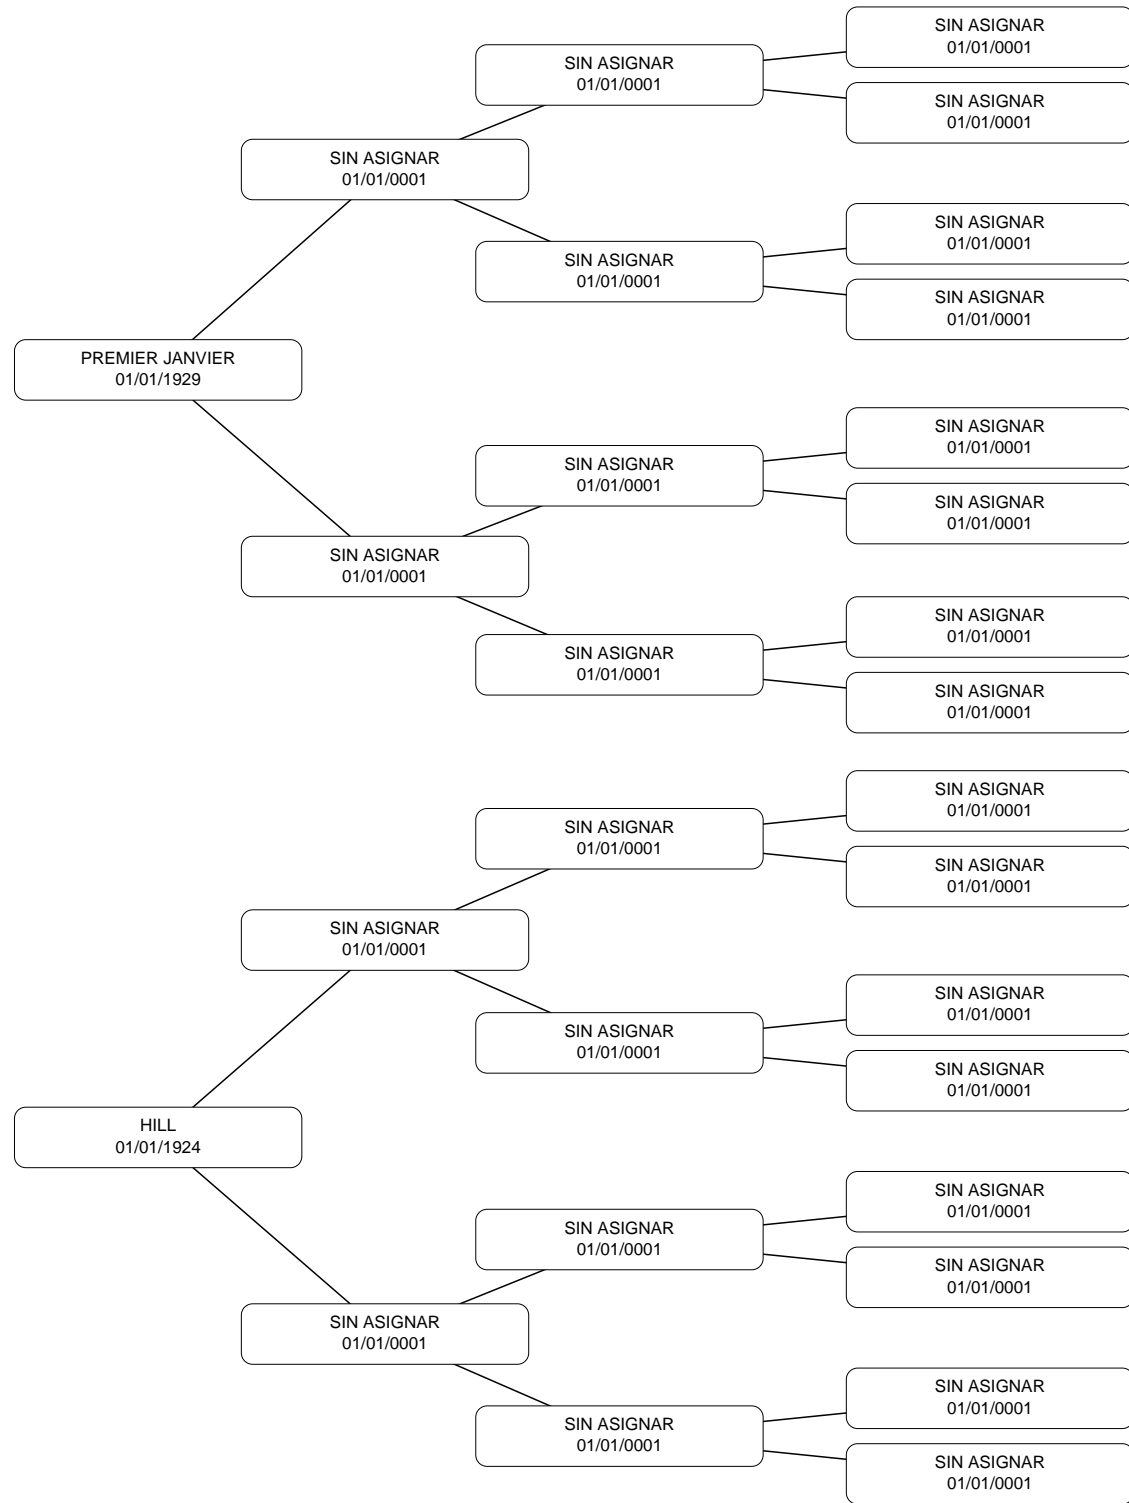 SIN ASIGNAR
01/01/0001
SIN ASIGNAR
01/01/0001
SIN ASIGNAR
01/01/0001
SIN ASIGNAR
01/01/0001
SIN ASIGNAR
01/01/0001
SIN ASIGNAR
01/01/0001
SIN ASIGNAR
01/01/0001
PREMIER JANVIER
01/01/1929
SIN ASIGNAR
01/01/0001
SIN ASIGNAR
01/01/0001
SIN ASIGNAR
01/01/0001
SIN ASIGNAR
01/01/0001
SIN ASIGNAR
01/01/0001
SIN ASIGNAR
01/01/0001
SIN ASIGNAR
01/01/0001
SIN ASIGNAR
01/01/0001
SIN ASIGNAR
01/01/0001
SIN ASIGNAR
01/01/0001
SIN ASIGNAR
01/01/0001
SIN ASIGNAR
01/01/0001
SIN ASIGNAR
01/01/0001
SIN ASIGNAR
01/01/0001
SIN ASIGNAR
01/01/0001
HILL
01/01/1924
SIN ASIGNAR
01/01/0001
SIN ASIGNAR
01/01/0001
SIN ASIGNAR
01/01/0001
SIN ASIGNAR
01/01/0001
SIN ASIGNAR
01/01/0001
SIN ASIGNAR
01/01/0001
SIN ASIGNAR
01/01/0001